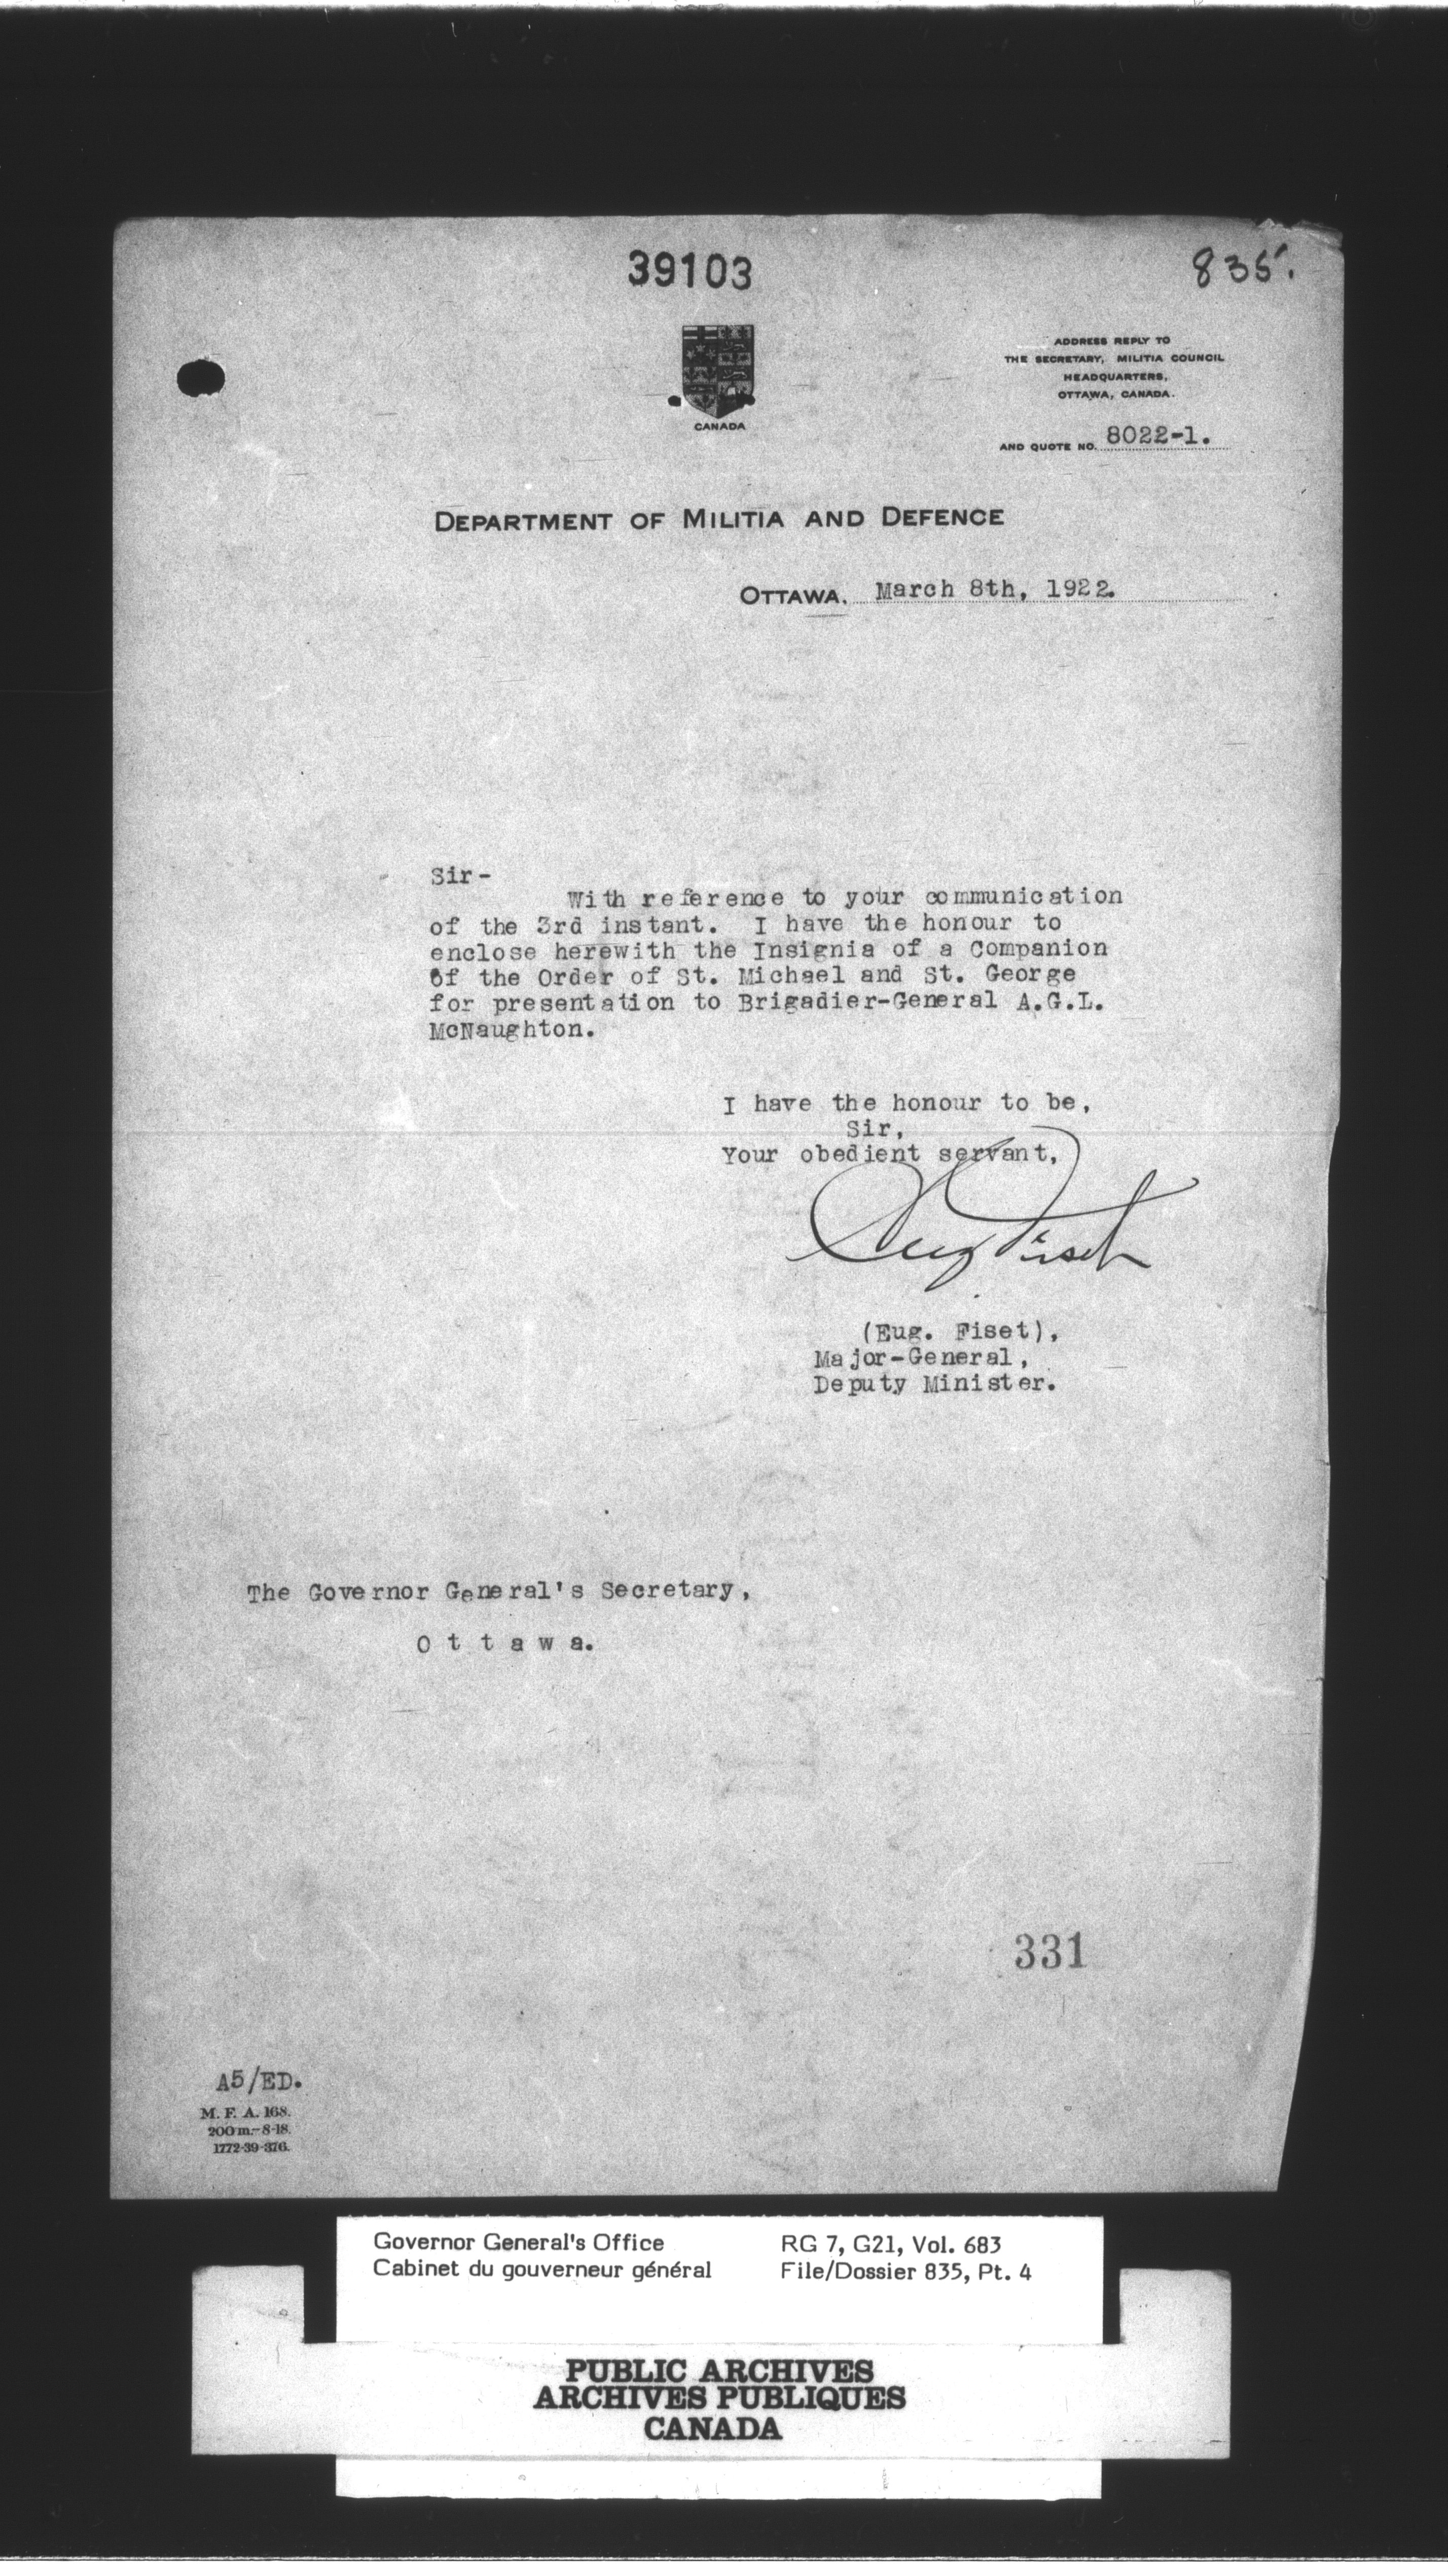 39103
835.
CANADA
ADDRESS REPLY TO
THE SECRETARY, MILITIA COUNCIL
HEADQUARTERS,
OTTAWA, CANADA.
AND QUOTE NO. 8022-1.
DEPARTMENT OF MILITIA AND DEFENCE
OTTAWA, March 8th, 1922.
Sir-
With reference to your communication
of the 3rd instant. I have the honour to
enclose herewith the Insignia of a Companion
of the Order of St. Michael and St. George
for presentation to Brigadier-General A.G.L.
McNaughton.
I have the honour to be,
Sir,
Your obedient servant,
Eug Fiset
(Eug. Fiset),
Major-General,
Deputy Minister.
The Governor General's Secretary,
O t t a w a.
331
A5/ED.
M. F. A. 168.
200 m.-8-18.
1772-39-376.
Governor General's Office
Cabinet du gouverneur général
RG 7, G21, Vol. 683
File/Dossier 835, Pt. 4
PUBLIC ARCHIVES
ARCHIVES PUBLIQUES
CANADA